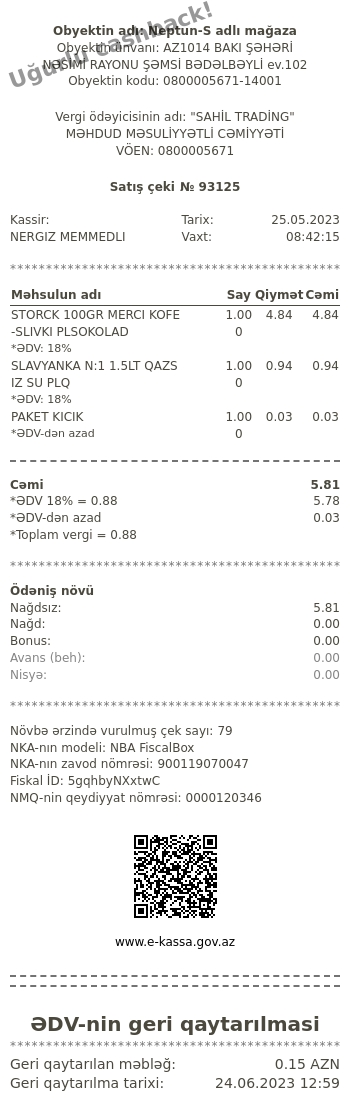 Uğurlu cashback!
Obyektin adı: Neptun-S adlı mağaza
Obyektin ünvanı: AZ1014 BAKI ŞƏHƏRİ
NƏSİMİ RAYONU ŞƏMSİ BƏDƏLBƏYLİ ev.102
Obyektin kodu: 0800005671-14001
Vergi ödəyicisinin adı: "SAHİL TRADİNG"
MƏHDUD MƏSULİYYƏTLİ CƏMİYYƏTİ
VÖEN: 0800005671
Satış çeki № 93125
Kassir: Tarix: 25.05.2023
NERGIZ MEMMEDLI Vaxt: 08:42:15
************************************************
Məhsulun adı Say Qiymət Cəmi
STORCK 100GR MERCI KOFE 1.00 4.84 4.84
-SLIVKI PLSOKOLAD 0
*ƏDV: 18%
SLAVYANKA N:1 1.5LT QAZS 1.00 0.94 0.94
IZ SU PLQ 0
*ƏDV: 18%
PAKET KICIK 1.00 0.03 0.03
*ƏDV-dən azad 0
Cəmi 5.81
*ƏDV 18% = 0.88 5.78
*ƏDV-dən azad 0.03
*Toplam vergi = 0.88
************************************************
Ödəniş növü
Nağdsız: 5.81
Nağd: 0.00
Bonus: 0.00
Avans (beh): 0.00
Nisyə: 0.00
************************************************
Növbə ərzində vurulmuş çek sayı: 79
NKA-nın modeli: NBA FiscalBox
NKA-nın zavod nömrəsi: 900119070047
Fiskal İD: 5gqhbyNXxtwC
NMQ-nin qeydiyyat nömrəsi: 0000120346
www.e-kassa.gov.az
ƏDV-nin geri qaytarılması
************************************************
Geri qaytarılan məbləğ: 0.15 AZN
Geri qaytarılma tarixi: 24.06.2023 12:59